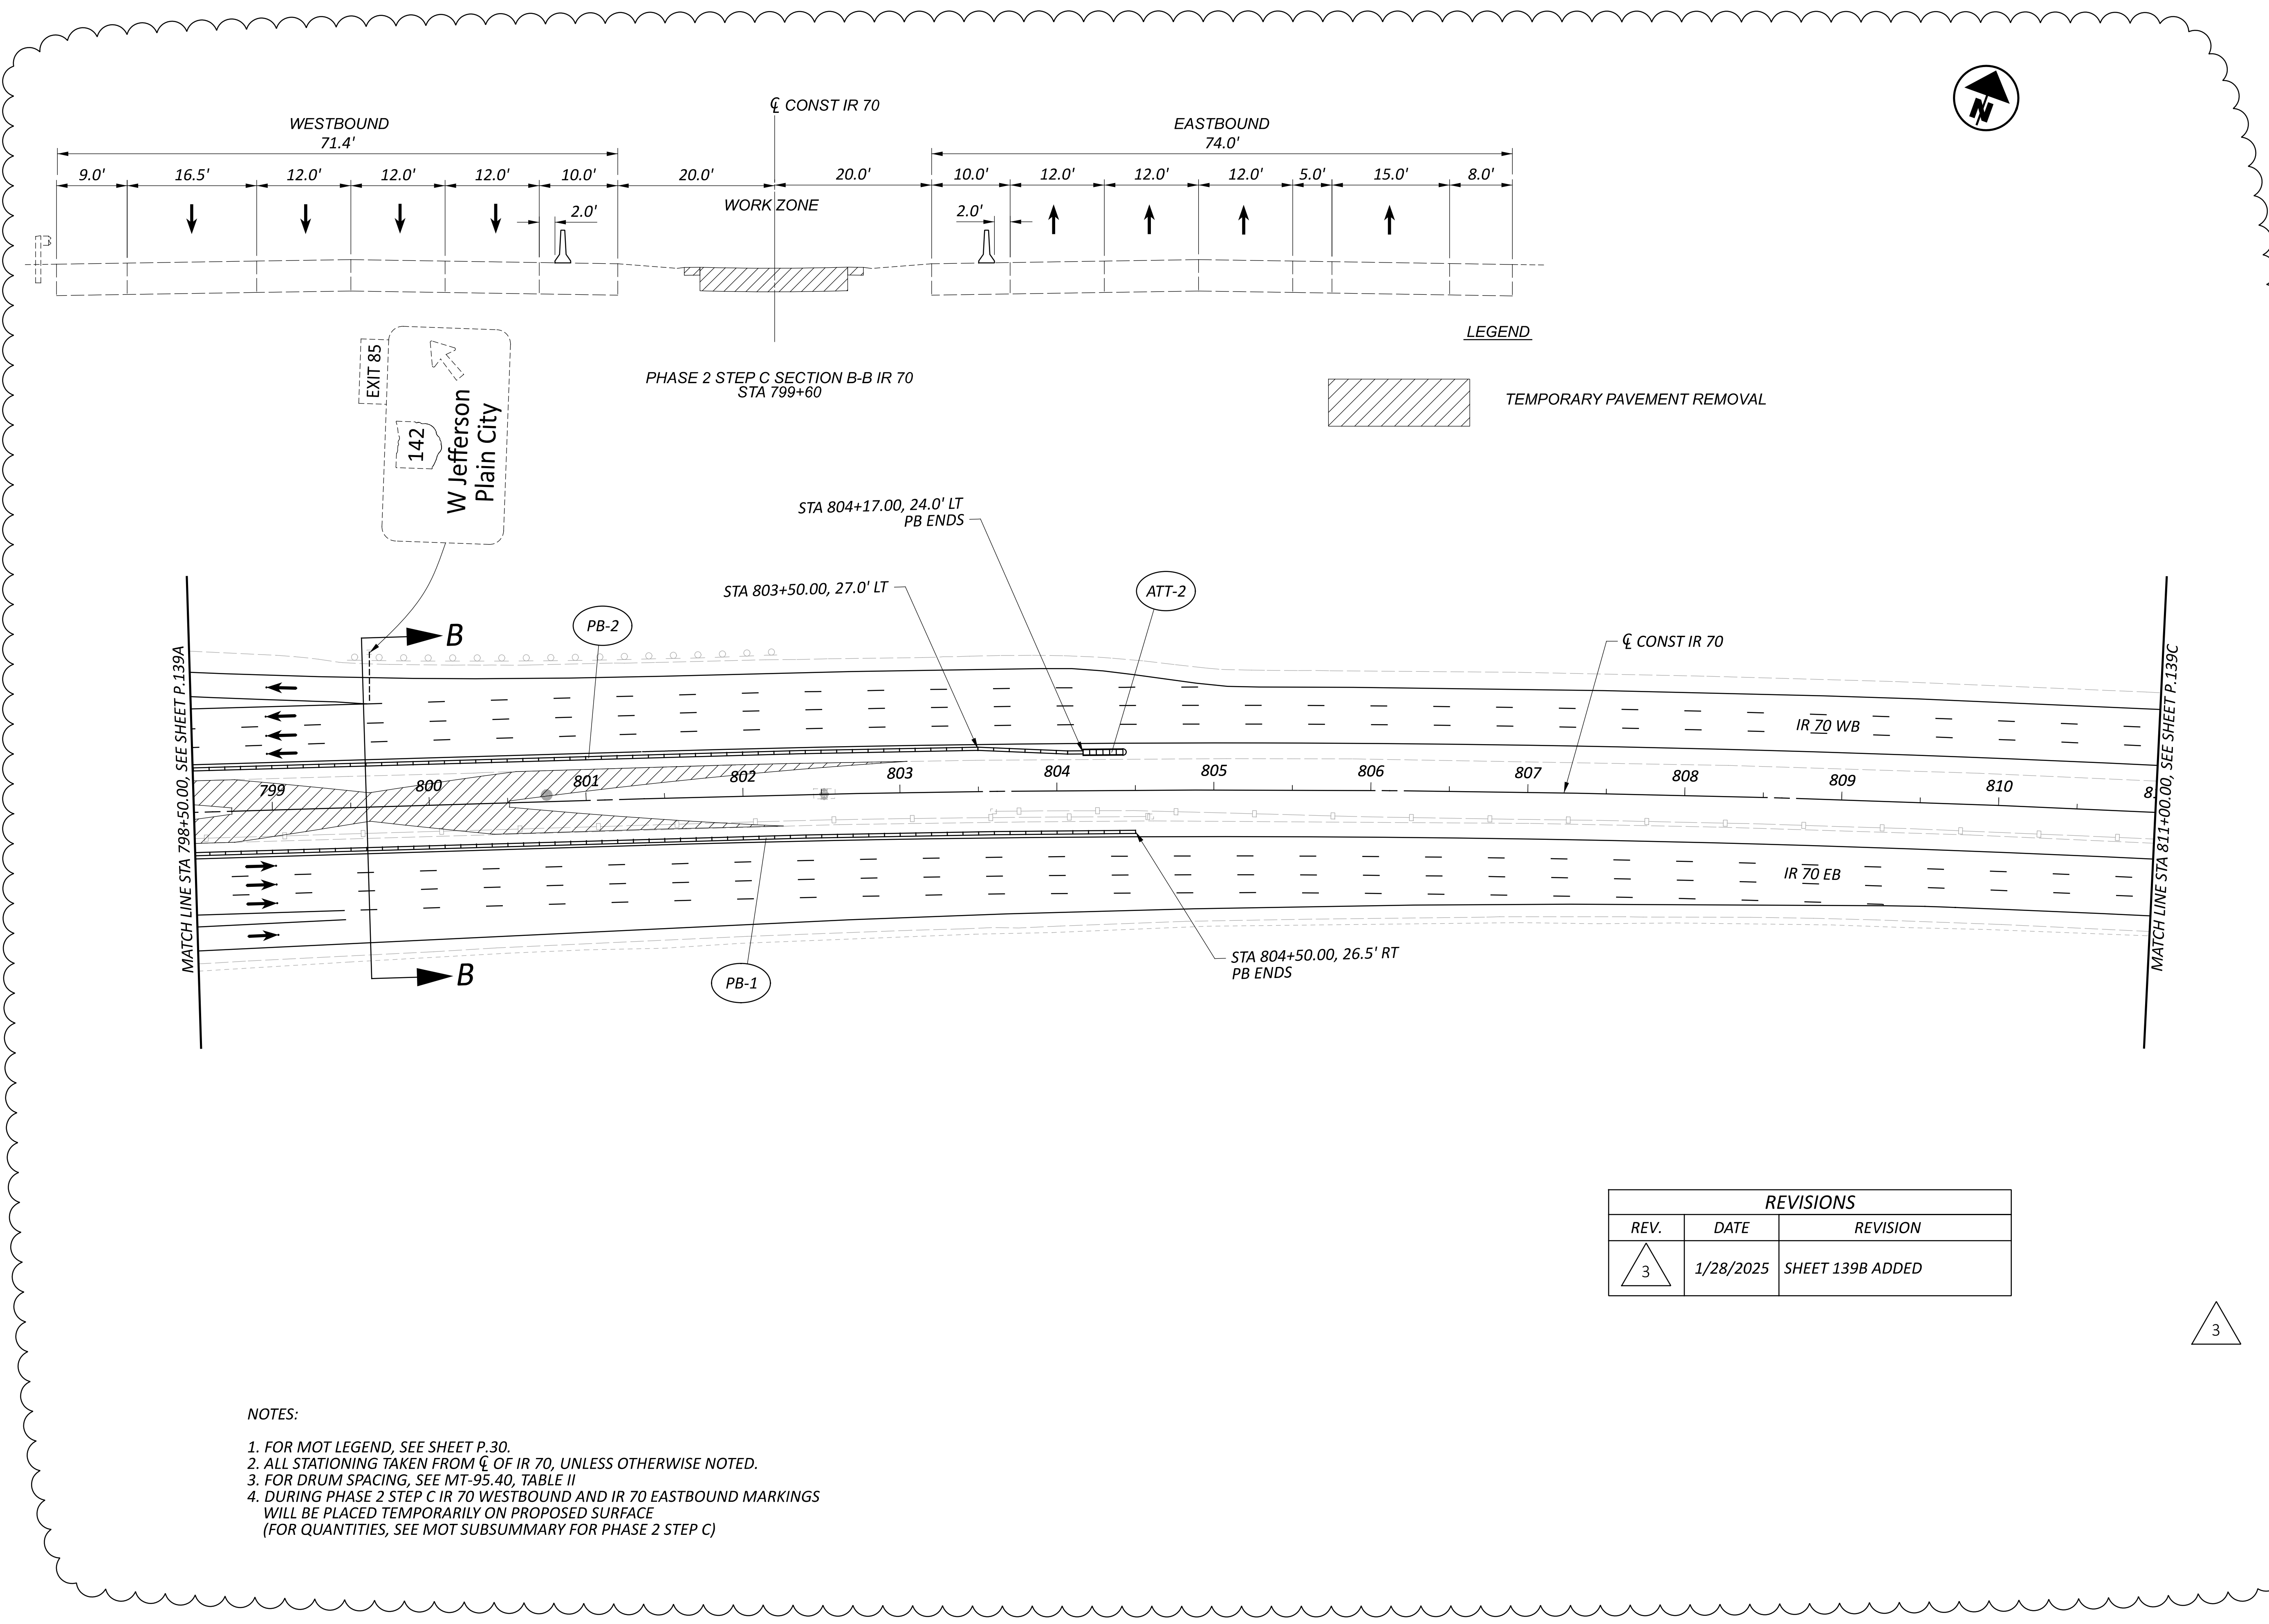 ℄ CONST IR 70
WESTBOUND
71.4'
EASTBOUND
74.0'
9.0'
16.5'
12.0'
12.0'
12.0'
10.0'
20.0'
20.0'
10.0'
12.0'
12.0'
12.0'
5.0'
15.0'
8.0'
2.0'
WORK ZONE
2.0'
N
PHASE 2 STEP C SECTION B-B IR 70
STA 799+60
LEGEND
TEMPORARY PAVEMENT REMOVAL
EXIT 85
142
W Jefferson
Plain City
STA 804+17.00, 24.0' LT
PB ENDS
STA 803+50.00, 27.0' LT
ATT-2
PB-2
B
℄ CONST IR 70
MATCH LINE STA 798+50.00, SEE SHEET P.139A
IR 70 WB
799
800
801
802
803
804
805
806
807
808
809
810
IR 70 EB
MATCH LINE STA 811+00.00, SEE SHEET P.139C
STA 804+50.00, 26.5' RT
PB ENDS
B
PB-1
REVISIONS
REV. DATE REVISION
3 1/28/2025 SHEET 139B ADDED
3
NOTES:
1. FOR MOT LEGEND, SEE SHEET P.30.
2. ALL STATIONING TAKEN FROM ℄ OF IR 70, UNLESS OTHERWISE NOTED.
3. FOR DRUM SPACING, SEE MT-95.40, TABLE II
4. DURING PHASE 2 STEP C IR 70 WESTBOUND AND IR 70 EASTBOUND MARKINGS
WILL BE PLACED TEMPORARILY ON PROPOSED SURFACE
(FOR QUANTITIES, SEE MOT SUBSUMMARY FOR PHASE 2 STEP C)